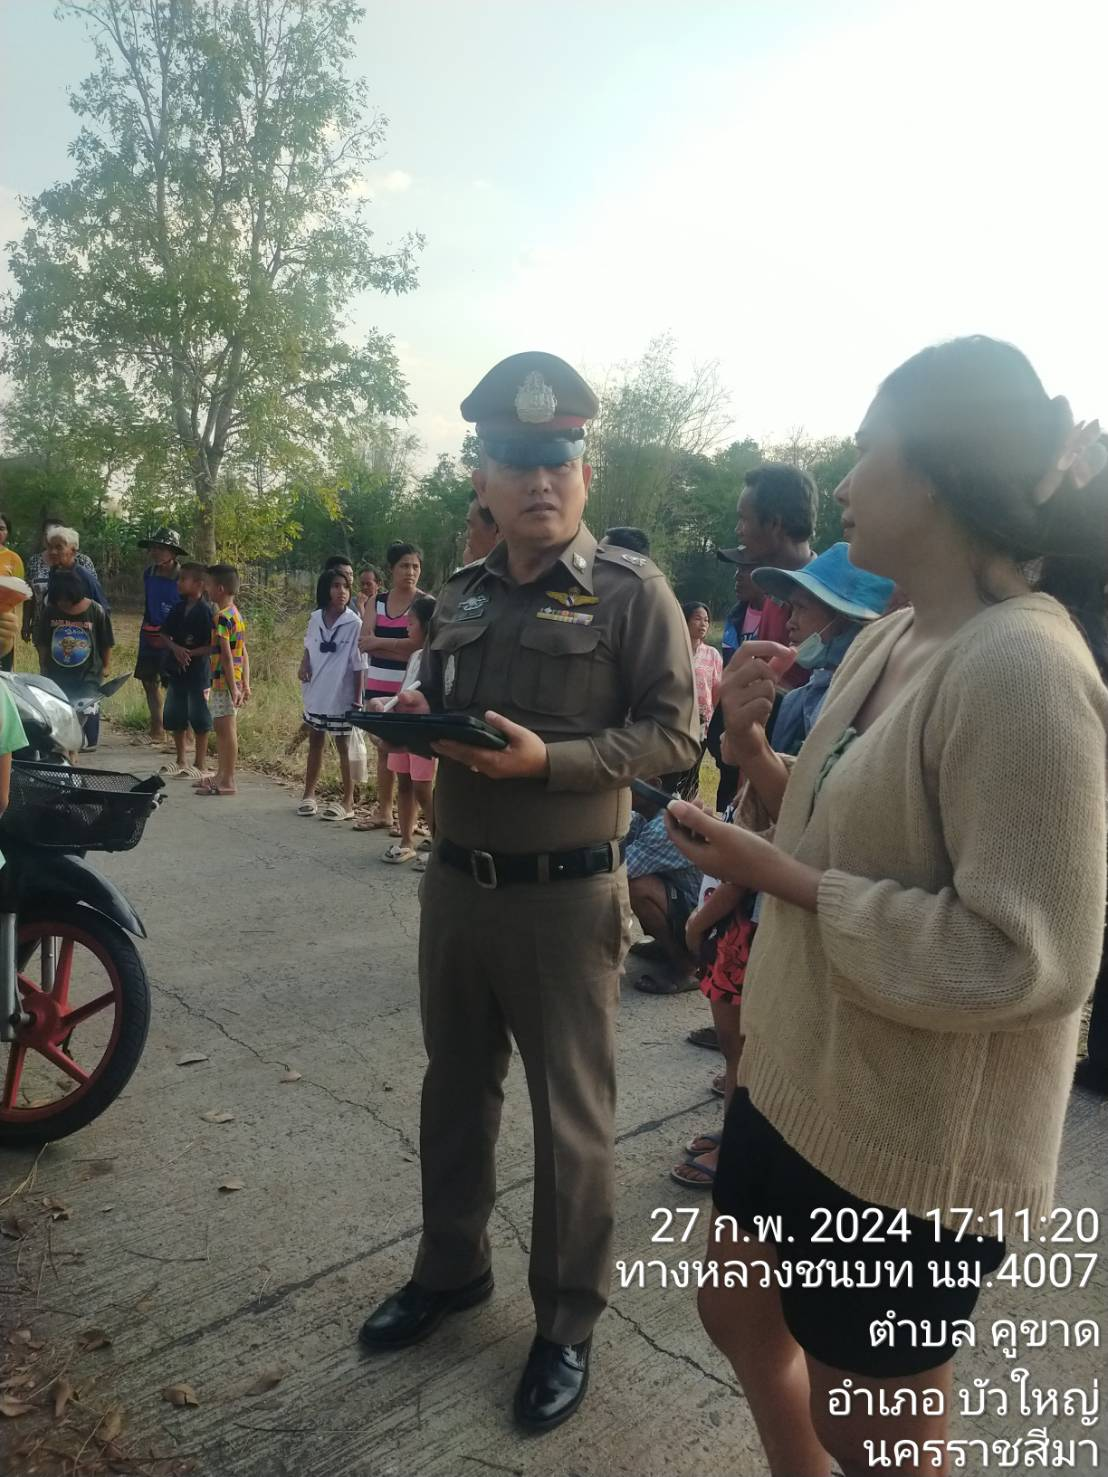 27 ก.พ. 2024 17:11:20
ทางหลวงชนบท นม.4007
ตำบล คูขาด
อำเภอ บัวใหญ่
นครราชสีมา